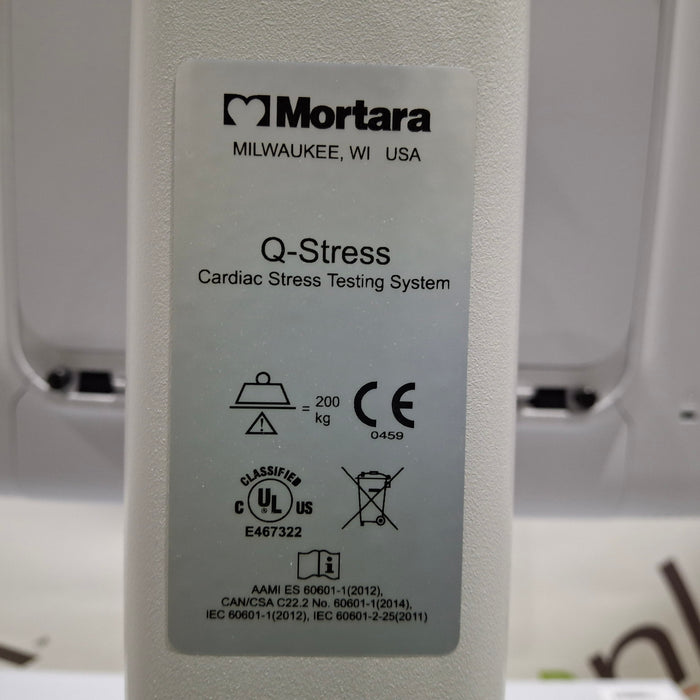 Mortara
MILWAUKEE, WI USA
Q-Stress
Cardiac Stress Testing System
= 200
kg
CE
0459
CLASSIFIED
C UL US
E467322
i
AAMI ES 60601-1(2012),
CAN/CSA C22.2 No. 60601-1(2014),
IEC 60601-1(2012), IEC 60601-2-25(2011)